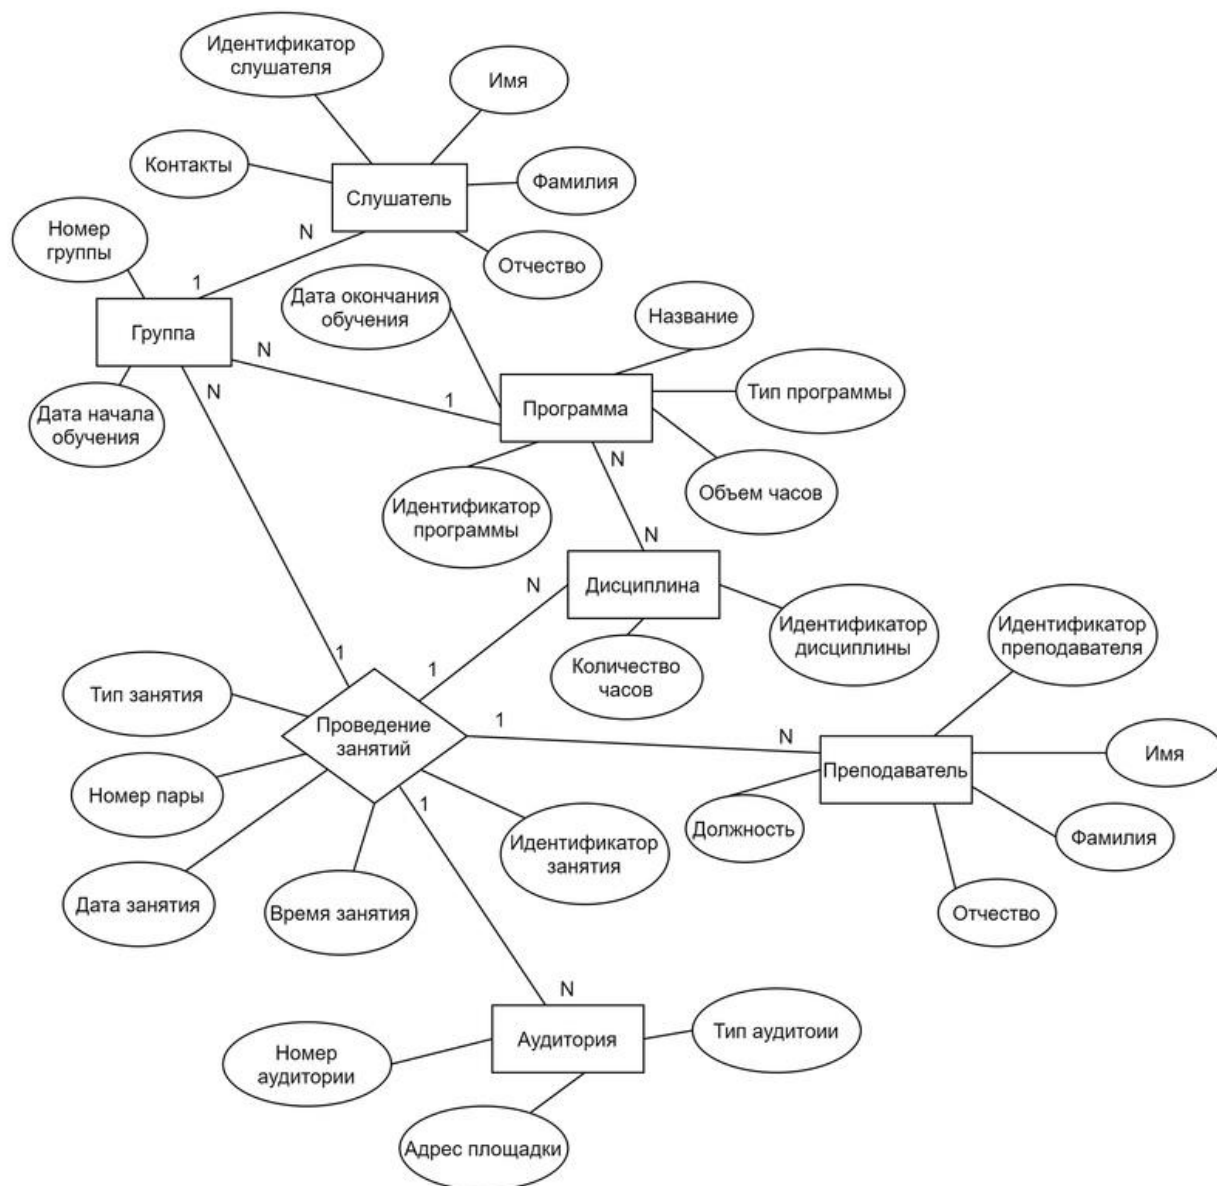 Идентификатор
слушателя
Имя
Контакты
Слушатель
Фамилия
Номер
группы
N
Отчество
1
Дата окончания
обучения
Название
Группа
N
1
Программа
Тип программы
N
Дата начала
обучения
N
Объем часов
Идентификатор
программы
N
N
Дисциплина
Идентификатор
дисциплины
Идентификатор
преподавателя
1
1
Количество
часов
Тип занятия
Проведение
занятий
1
N
Преподаватель
Имя
Номер пары
1
Должность
Фамилия
Идентификатор
занятия
Дата занятия
Время занятия
Отчество
N
Аудитория
Тип аудитоии
Номер
аудитории
Адрес площадки